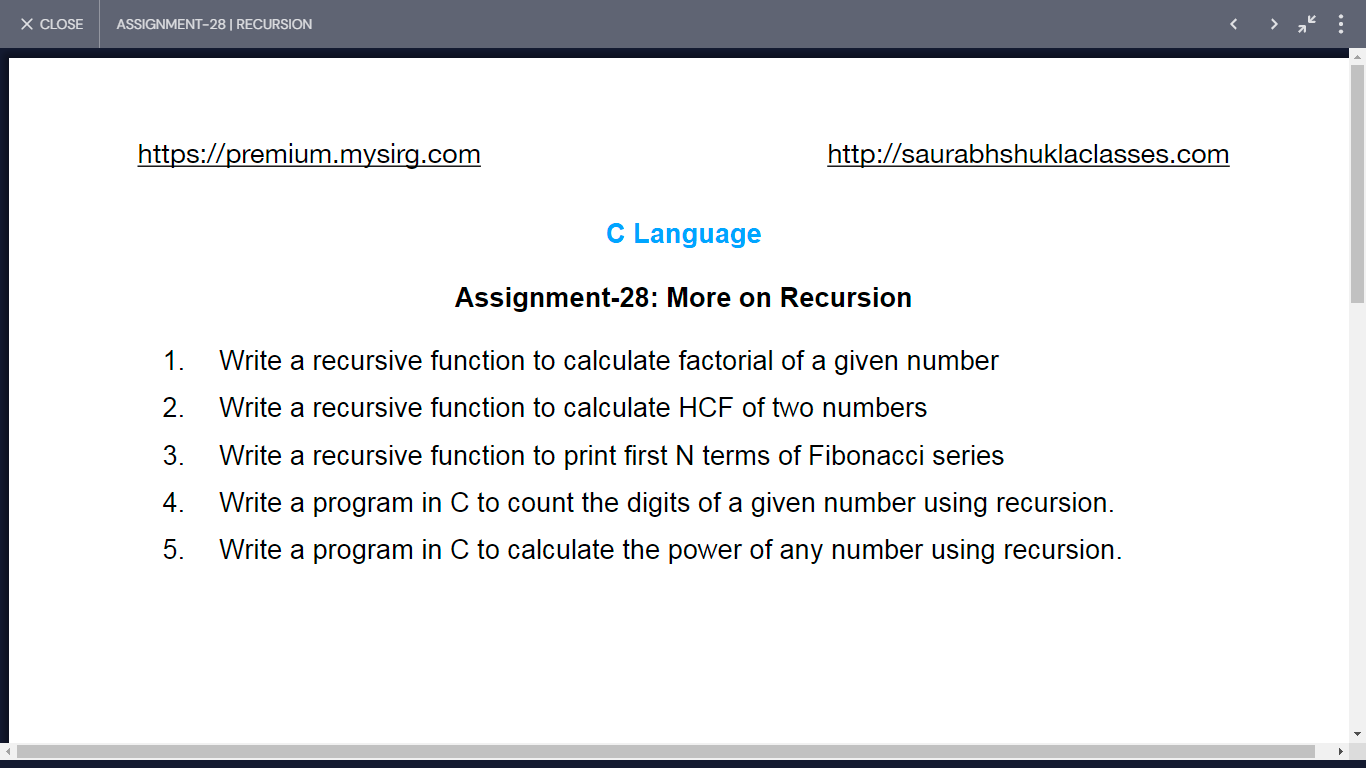 CLOSE
ASSIGNMENT-28 | RECURSION
https://premium.mysirg.com
http://saurabhshuklaclasses.com
C Language
Assignment-28: More on Recursion
1. Write a recursive function to calculate factorial of a given number
2. Write a recursive function to calculate HCF of two numbers
3. Write a recursive function to print first N terms of Fibonacci series
4. Write a program in C to count the digits of a given number using recursion.
5. Write a program in C to calculate the power of any number using recursion.